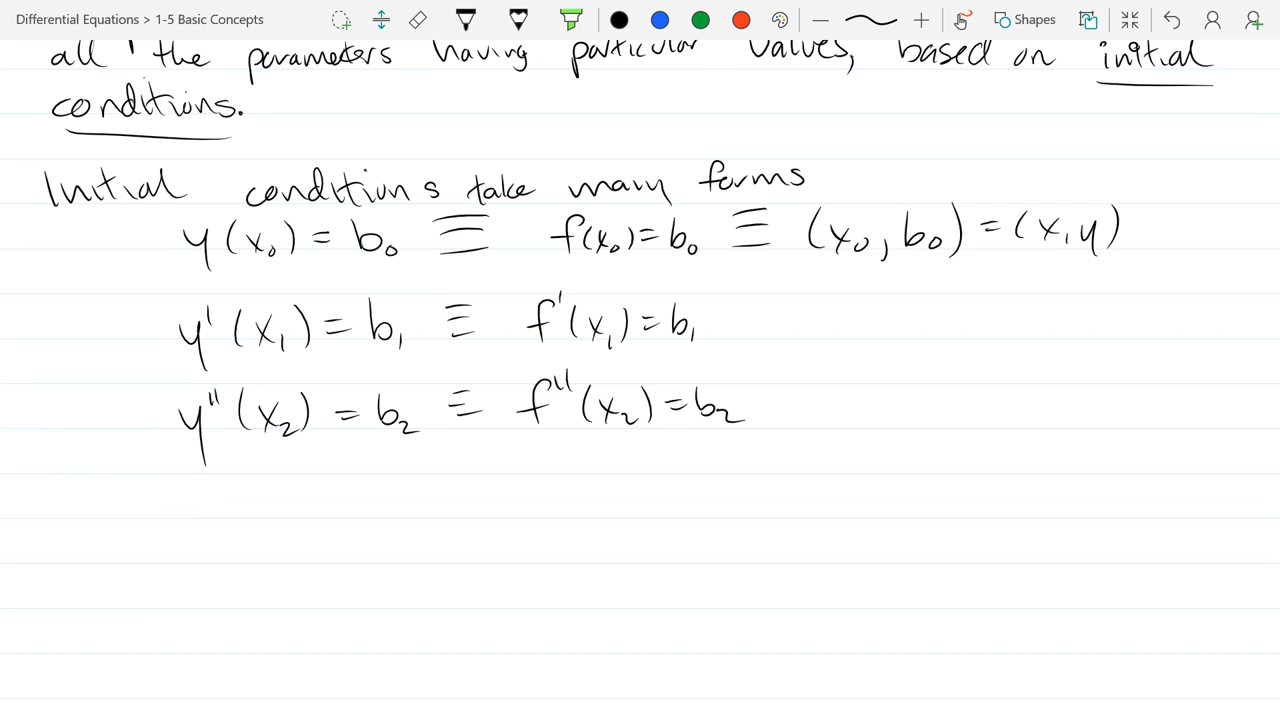 Differential Equations > 1-5 Basic Concepts
Shapes
all the parameters having particular values, based on initial
conditions.
Initial conditions take many forms
y(x₀) = b₀ ≡ f(x₀) = b₀ ≡ (x₀, b₀) = (x, y)
y'(x₁) = b₁ ≡ f'(x₁) = b₁
y''(x₂) = b₂ ≡ f''(x₂) = b₂